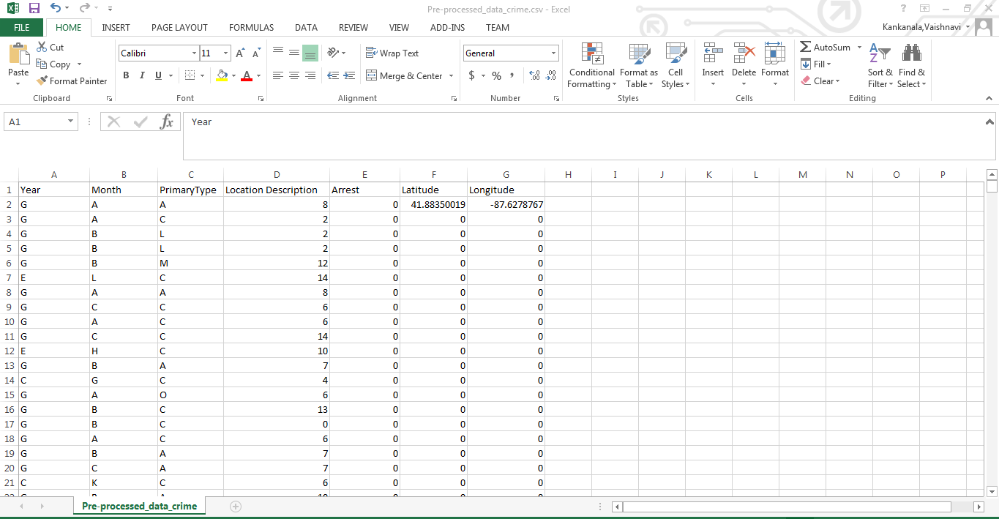 Pre-processed_data_crime.csv - Excel
FILE HOME INSERT PAGE LAYOUT FORMULAS DATA REVIEW VIEW ADD-INS TEAM Kankanala,Vaishnavi
Paste
Cut
Copy
Format Painter
Calibri 11
B I U
Wrap Text
Merge & Center
General
$ % ,
Conditional Formatting
Format as Table
Cell Styles
Insert Delete Format
AutoSum
Fill
Clear
Sort & Filter
Find & Select
Clipboard Font Alignment Number Styles Cells Editing
A1 fx Year
A B C D E F G H I J K L M N O P
1 Year Month PrimaryType Location Description Arrest Latitude Longitude
2 G A A 8 0 41.88350019 -87.6278767
3 G A C 2 0 0 0
4 G B L 2 0 0 0
5 G B L 2 0 0 0
6 G B M 12 0 0 0
7 E L C 14 0 0 0
8 G A A 8 0 0 0
9 G C C 6 0 0 0
10 G A C 6 0 0 0
11 G C C 14 0 0 0
12 E H C 10 0 0 0
13 G B A 7 0 0 0
14 C G C 4 0 0 0
15 G A O 6 0 0 0
16 G B C 13 0 0 0
17 G B C 0 0 0 0
18 G A C 6 0 0 0
19 G B A 7 0 0 0
20 G C A 7 0 0 0
21 C K C 6 0 0 0
Pre-processed_data_crime